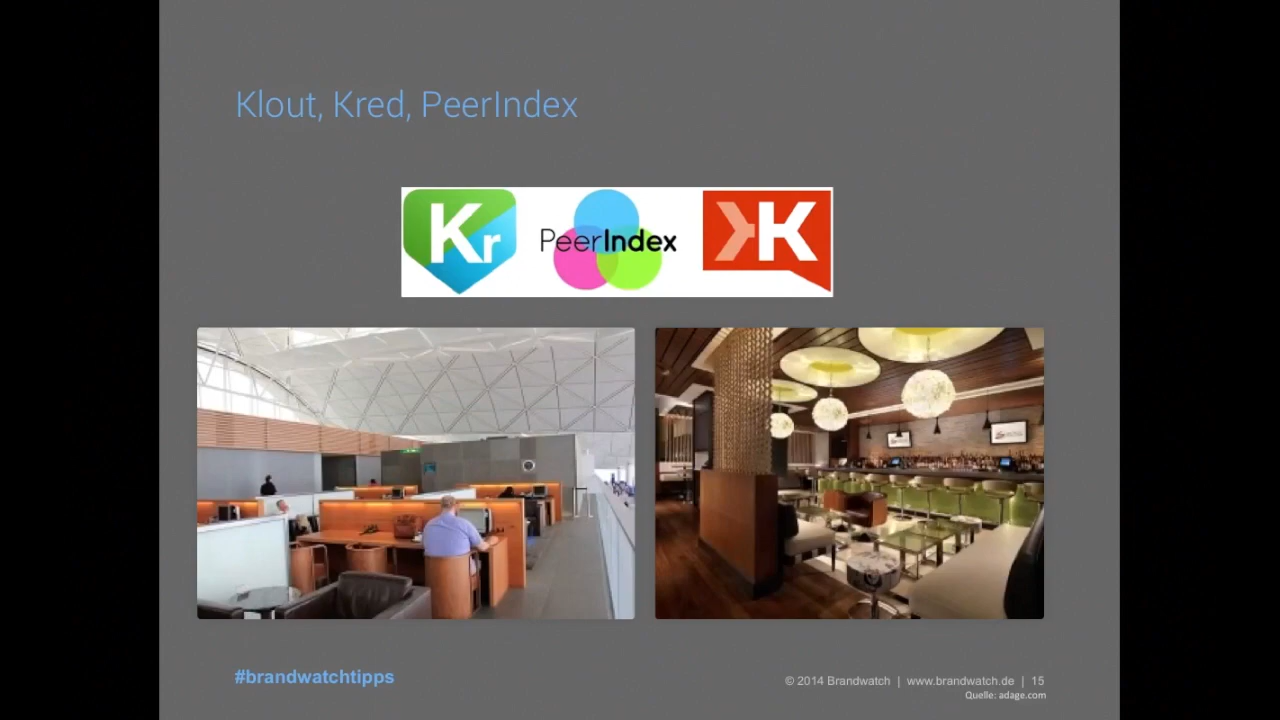 Klout, Kred, PeerIndex
Kr
PeerIndex
K
#brandwatchtipps
© 2014 Brandwatch | www.brandwatch.de | 15
Quelle: adage.com